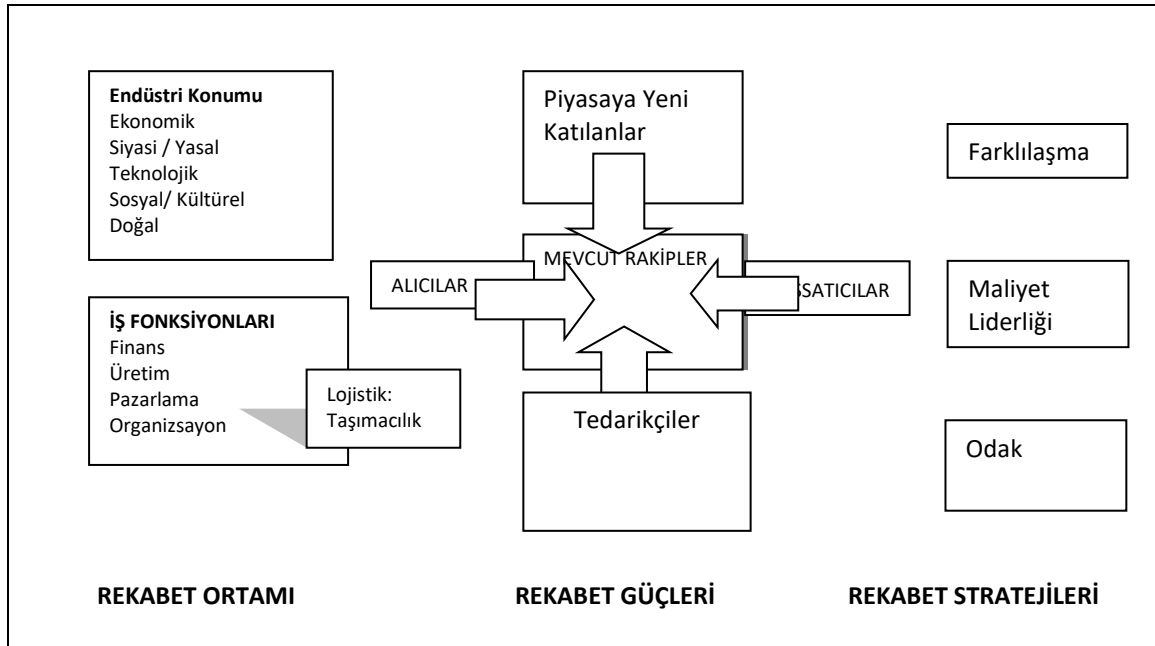 Endüstri Konumu
Ekonomik
Siyasi / Yasal
Teknolojik
Sosyal/ Kültürel
Doğal
İŞ FONKSİYONLARI
Finans
Üretim
Pazarlama
Organizsayon
Lojistik:
Taşımacılık
Piyasaya Yeni
Katılanlar
MEVCUT RAKİPLER
ALICILAR
SSATICILAR
Tedarikçiler
Farklılaşma
Maliyet
Liderliği
Odak
REKABET ORTAMI
REKABET GÜÇLERİ
REKABET STRATEJİLERİ